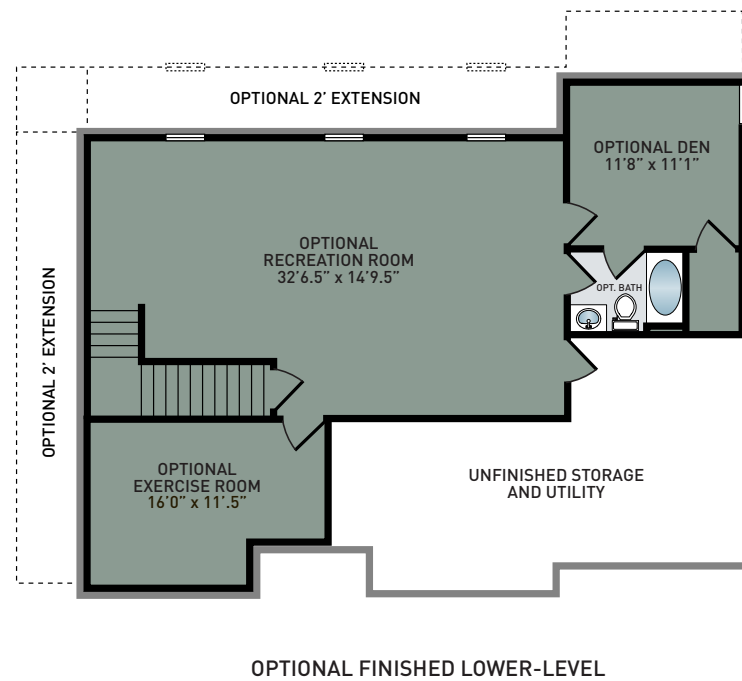 OPTIONAL 2’ EXTENSION
OPTIONAL DEN
11’8” x 11’1”
OPTIONAL
RECREATION ROOM
32’6.5” x 14’9.5”
OPT. BATH
OPTIONAL 2’ EXTENSION
OPTIONAL
EXERCISE ROOM
16’0” x 11’.5”
UNFINISHED STORAGE
AND UTILITY
OPTIONAL FINISHED LOWER-LEVEL